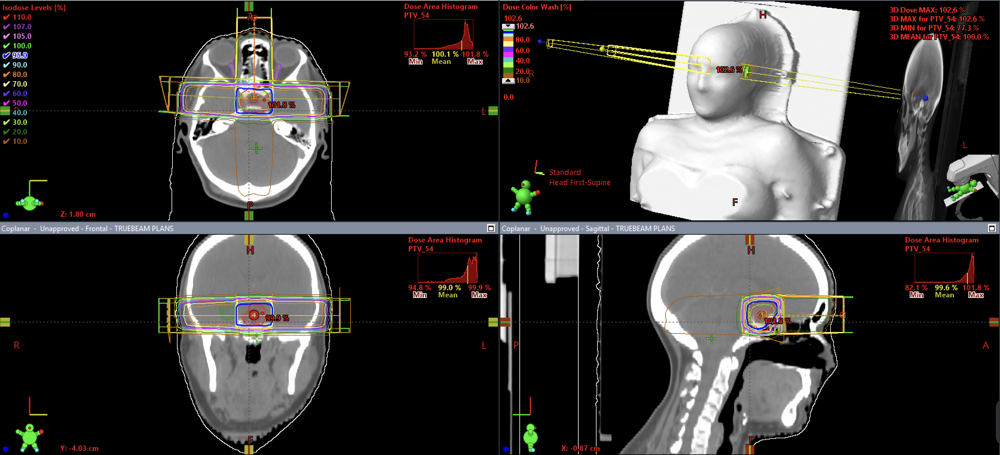 Isodose Levels [%]
110.0
107.0
105.0
100.0
95.0
90.0
80.0
70.0
60.0
50.0
40.0
30.0
20.0
10.0
A
R
L
P
101.8 %
Dose Area Histogram
PTV_54
93.2 % 100.1 % 101.8 %
Min Mean Max
Z: 1.80 cm
Dose Color Wash [%]
102.6
102.6
80.0
60.0
40.0
20.0
10.0
0.0
R
H
102.6 %
F
L
3D Dose MAX: 102.6 %
3D MAX for PTV_54: 102.6 %
3D MIN for PTV_54: 77.3 %
3D MEAN for PTV_54: 100.0 %
Standard
Head First-Supine
Coplanar - Unapproved - Frontal - TRUEBEAM PLANS
H
R
L
F
99.9 %
Dose Area Histogram
PTV_54
94.8 % 99.0 % 99.9 %
Min Mean Max
Y: -4.03 cm
Coplanar - Unapproved - Sagittal - TRUEBEAM PLANS
H
P
A
F
101.8 %
Dose Area Histogram
PTV_54
82.1 % 99.6 % 101.8 %
Min Mean Max
X: -0.87 cm